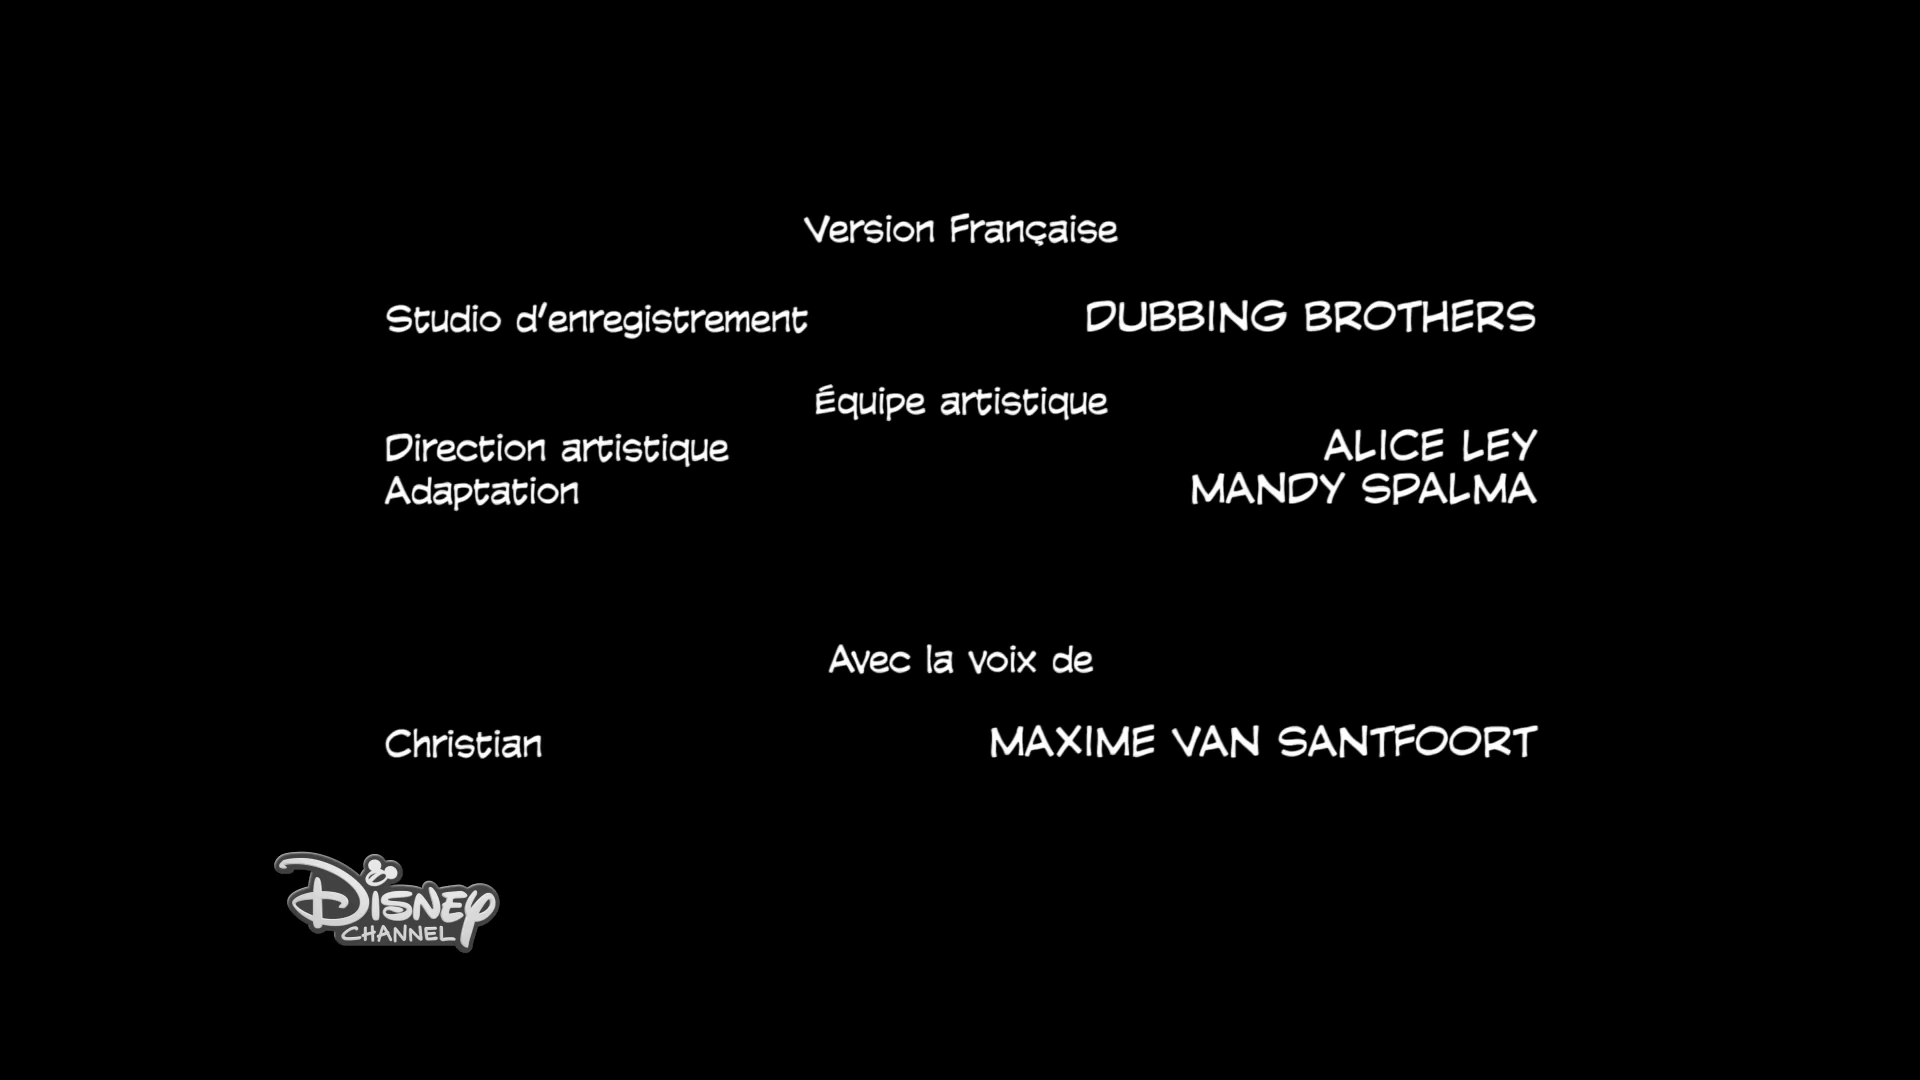 Version Française
Studio d'enregistrement DUBBING BROTHERS
Équipe artistique
Direction artistique ALICE LEY
Adaptation MANDY SPALMA
Avec la voix de
Christian MAXIME VAN SANTFOORT
DISNEY
CHANNEL